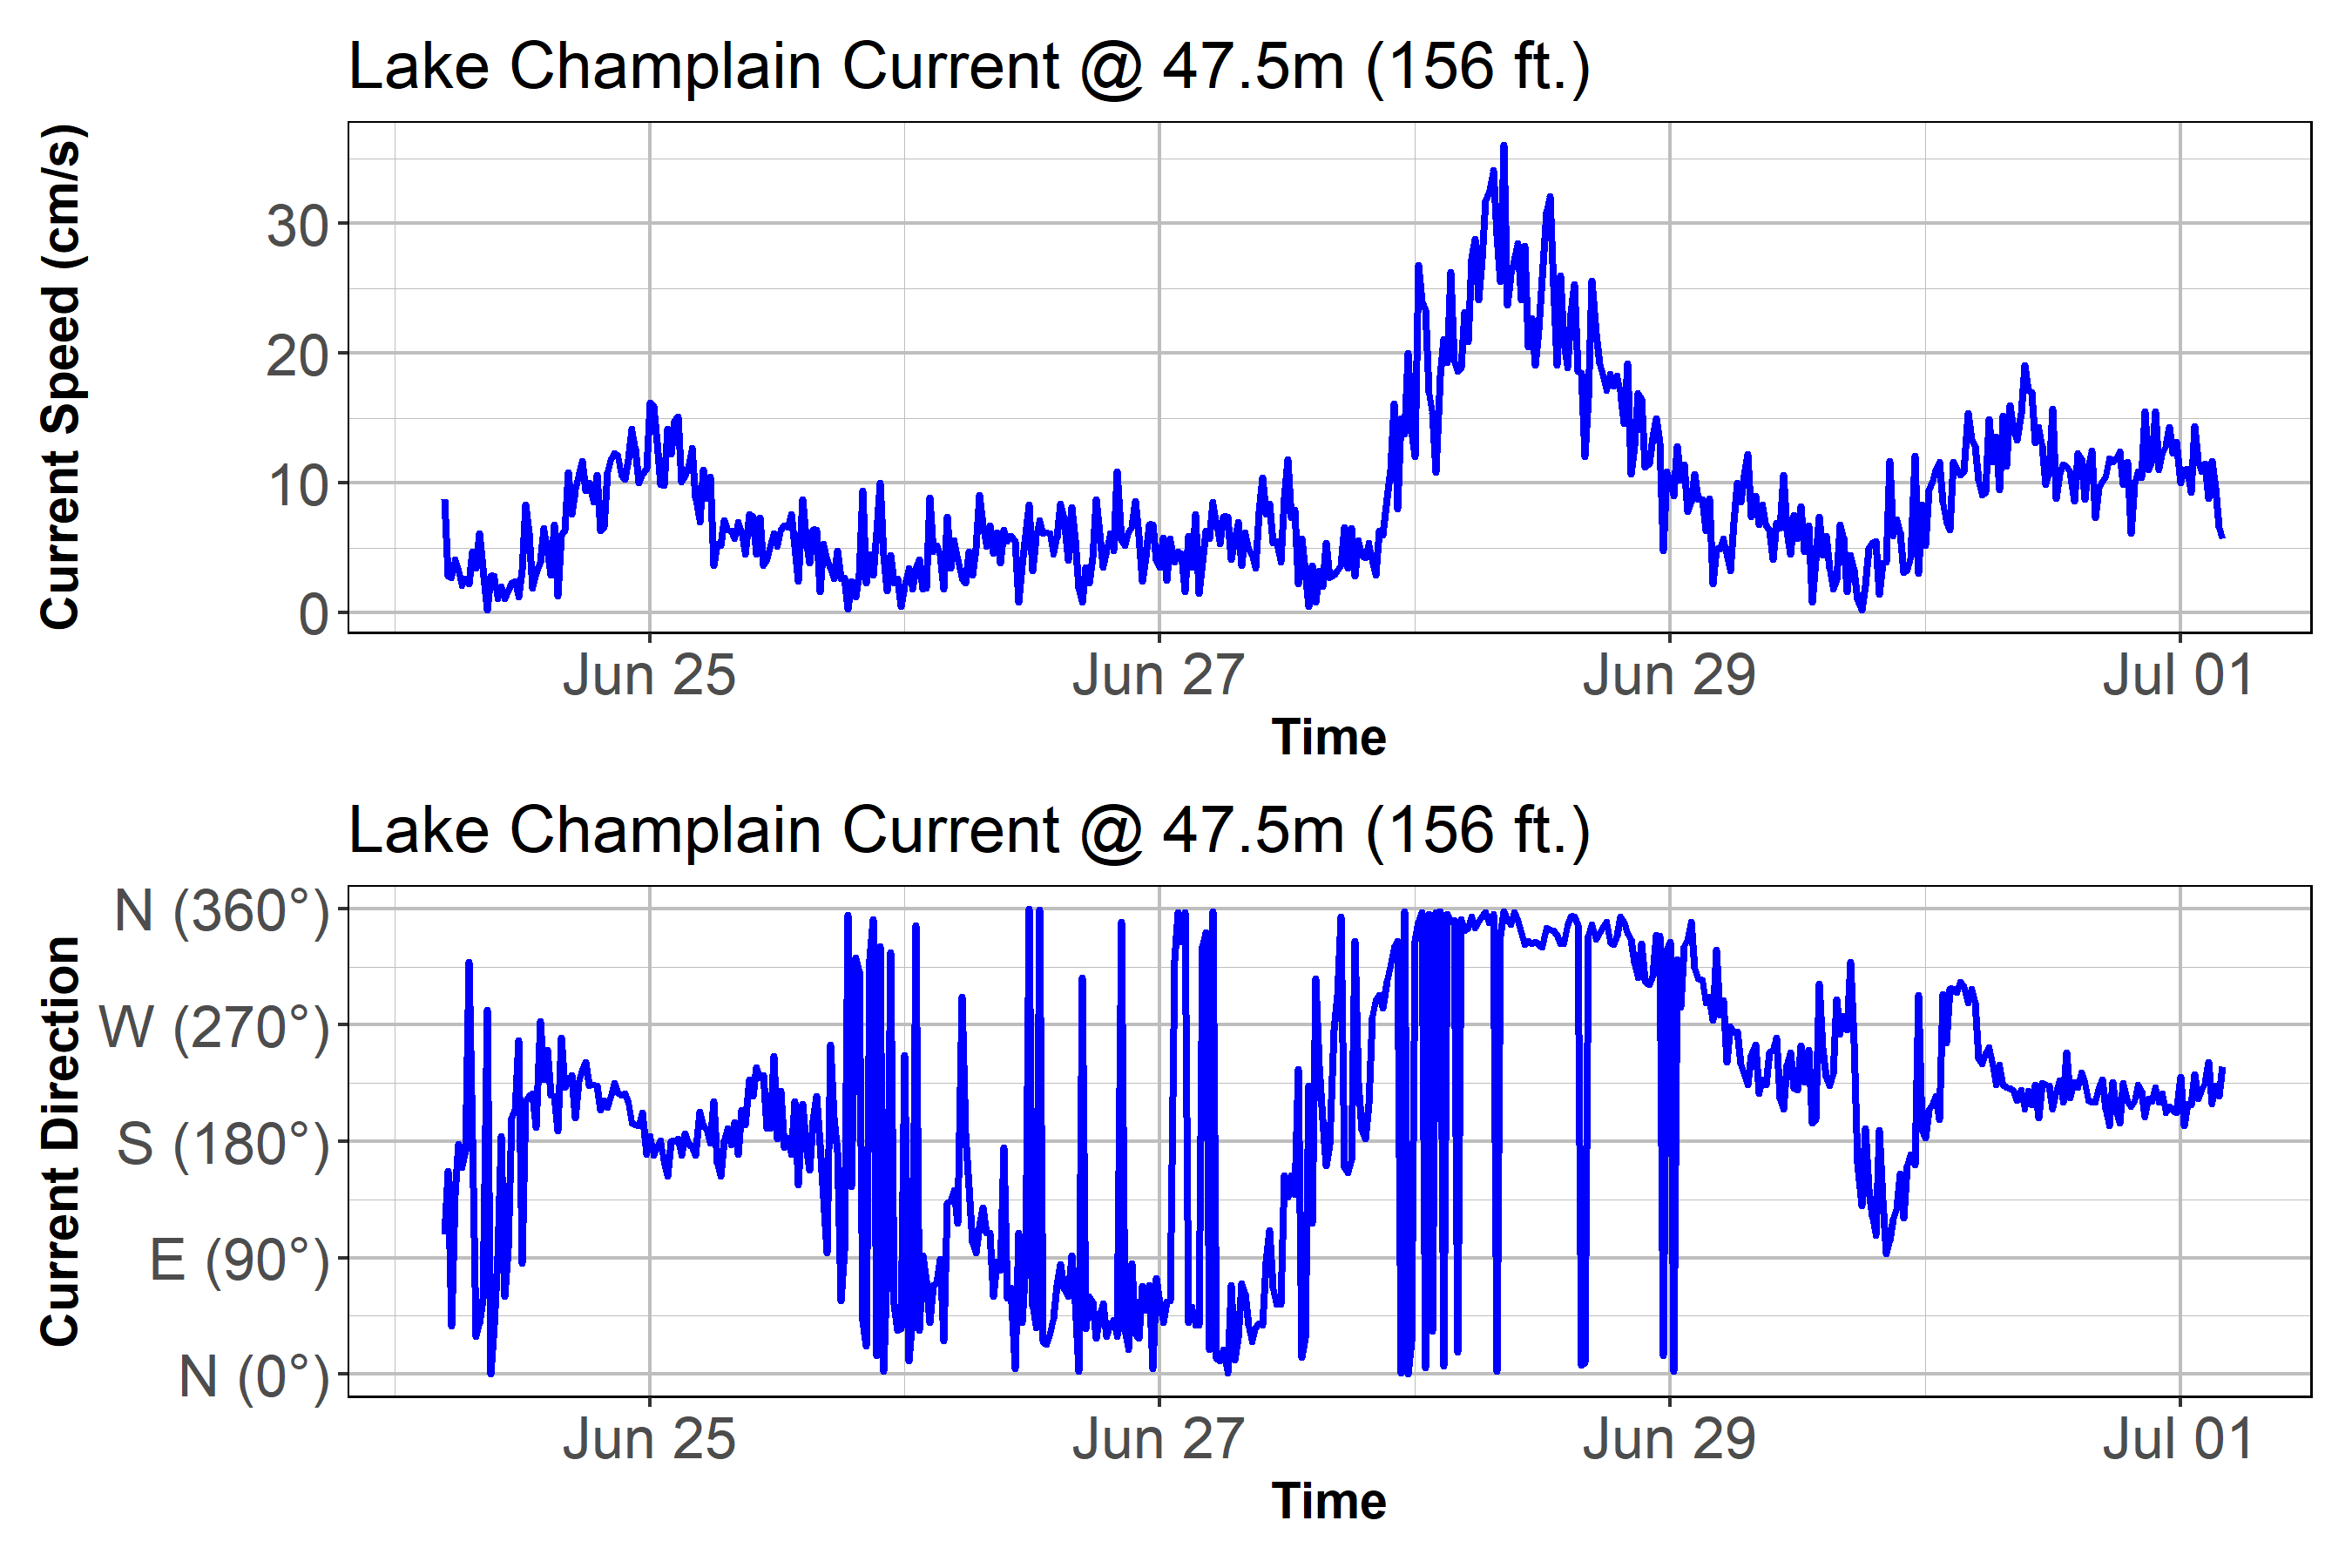 Lake Champlain Current @ 47.5m (156 ft.)
Current Speed (cm/s)
30
20
10
0
Jun 25 Jun 27 Jun 29 Jul 01
Time
Lake Champlain Current @ 47.5m (156 ft.)
Current Direction
N (360°)
W (270°)
S (180°)
E (90°)
N (0°)
Jun 25 Jun 27 Jun 29 Jul 01
Time